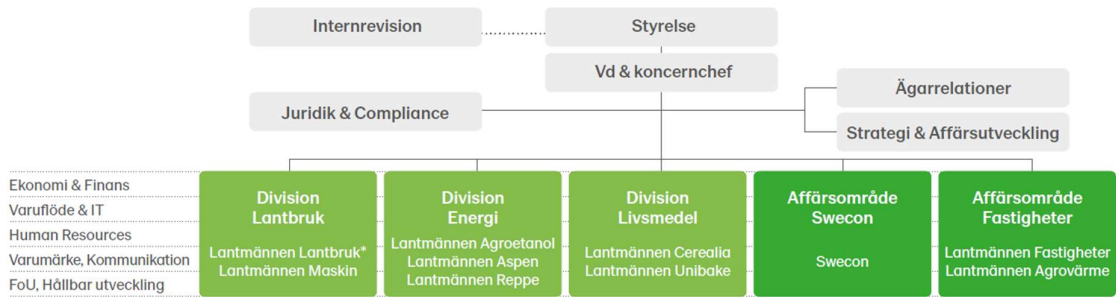 Internrevision
Styrelse
Vd & koncernchef
Ägarrelationer
Juridik & Compliance
Strategi & Affärsutveckling
Ekonomi & Finans
Varuflöde & IT
Human Resources
Varumärke, Kommunikation
FoU, Hållbar utveckling
Division
Lantbruk
Lantmännen Lantbruk*
Lantmännen Maskin
Division
Energi
Lantmännen Agroetanol
Lantmännen Aspen
Lantmännen Reppe
Division
Livsmedel
Lantmännen Cerealia
Lantmännen Unibake
Affärsområde
Swecon
Swecon
Affärsområde
Fastigheter
Lantmännen Fastigheter
Lantmännen Agrovärme